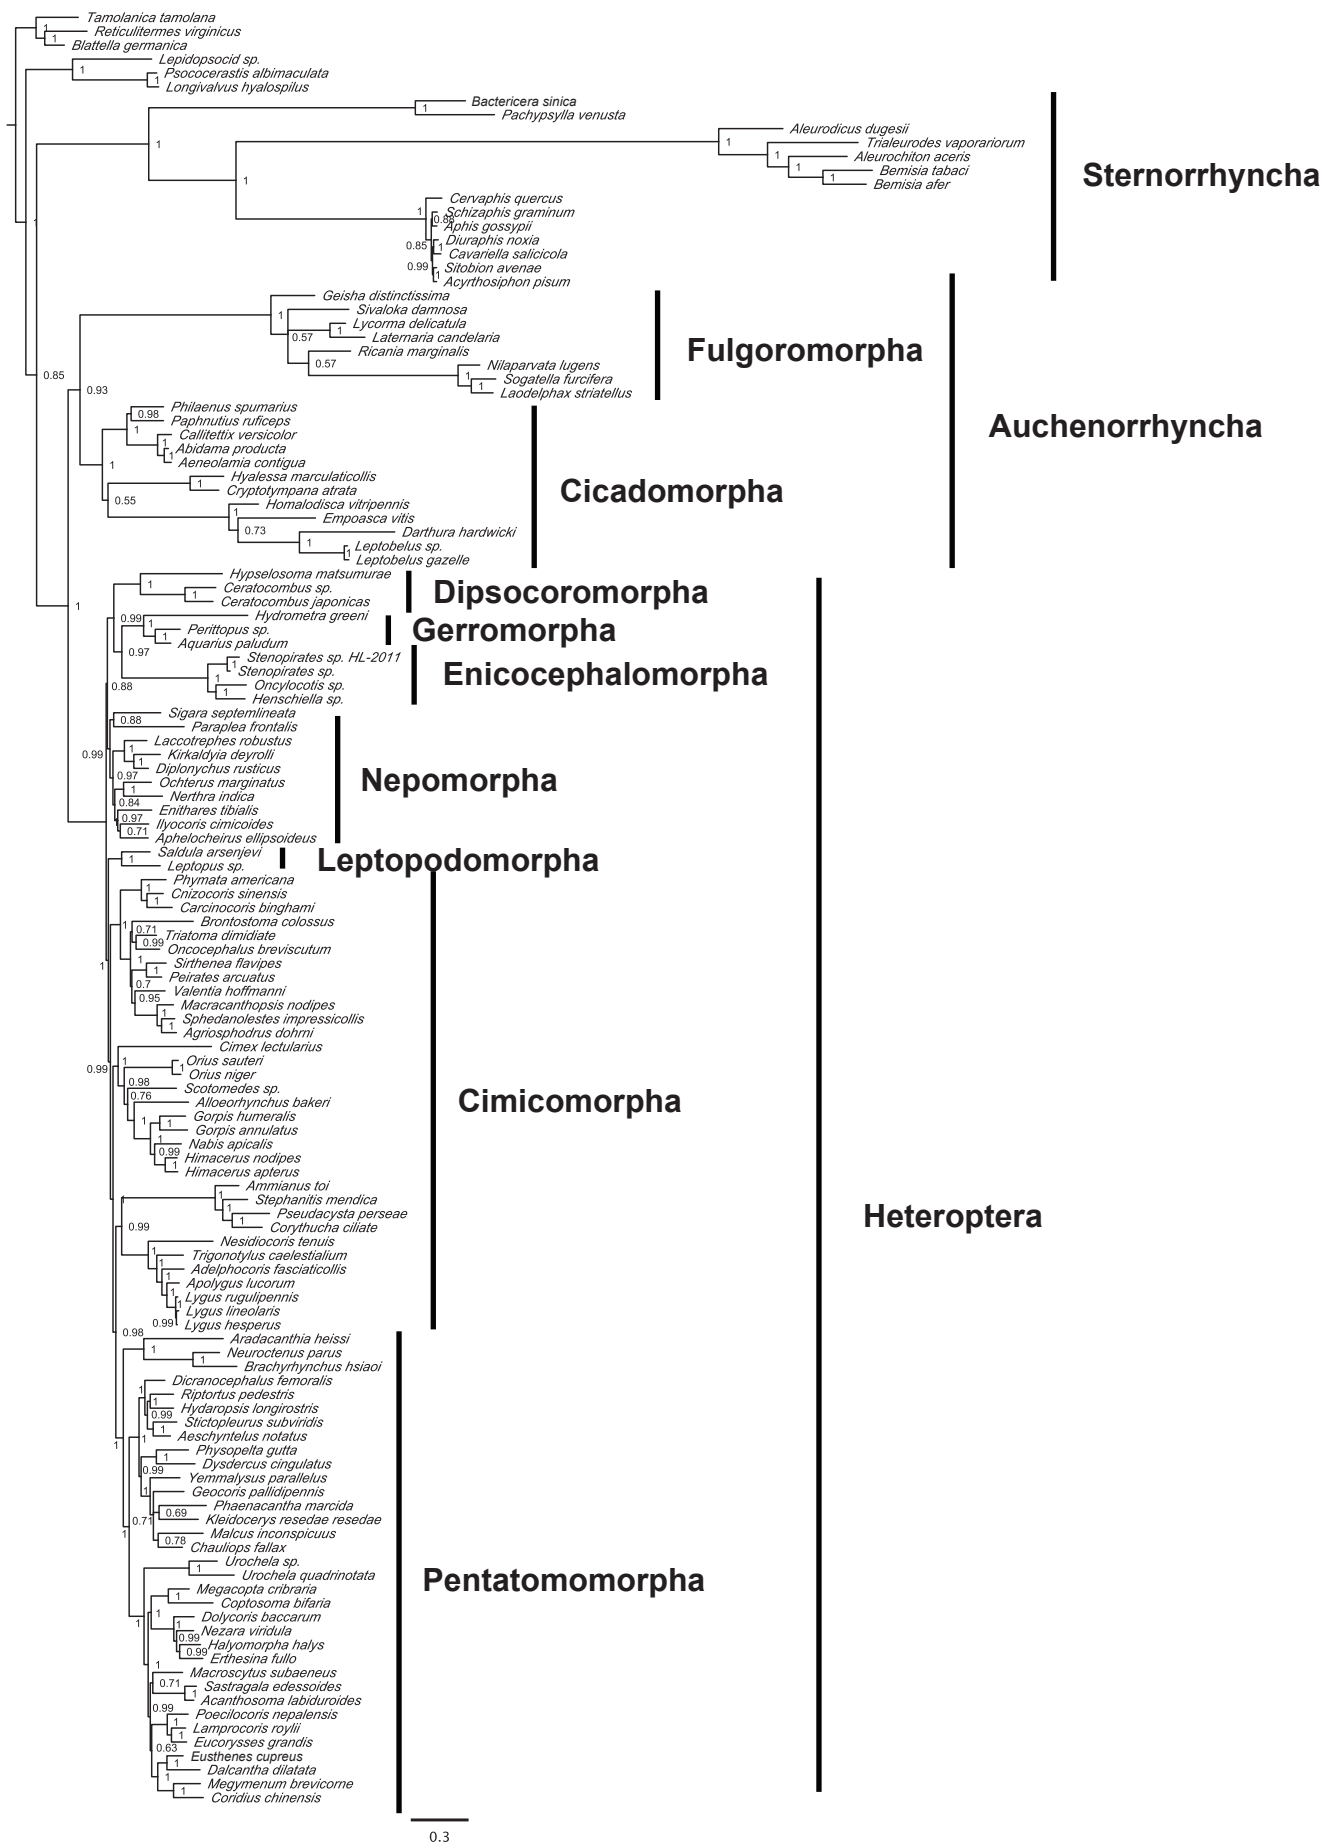 Tamolanica tamolana
Reticulitermes virginicus
1
Blattella germanica
Lepidopsocid sp.
1
Psococerastis albimaculata
1
Longivalvus hyalospilus
Bactericera sinica
1
Pachypsylla venusta
Aleurodicus dugesii
1
Trialeurodes vaporariorum
1
1
Aleurochiton aceris
1
Bemisia tabaci
1
Bemisia afer
1
Sternorrhyncha
Cervaphis quercus
1
Schizaphis graminum
0.88
Aphis gossypii
1
Diuraphis noxia
0.85
1
Cavariella salicicola
0.99
Sitobion avenae
1
Acyrthosiphon pisum
Geisha distinctissima
1
Sivaloka damnosa
Lycorma delicatula
1
0.57
Laternaria candelaria
Ricania marginalis
0.57
Nilaparvata lugens
1
Sogatella furcifera
1
Laodelphax striatellus
Fulgoromorpha
0.85
0.93
Philaenus spumarius
0.98
Paphnutius ruficeps
1
Callitettix versicolor
1
Abidama producta
1
Aeneolamia contigua
1
Hyalessa marculaticollis
1
Cryptotympana atrata
0.55
Homalodisca vitripennis
1
Empoasca vitis
0.73
Darthura hardwicki
1
Leptobelus sp.
1
Leptobelus gazelle
Cicadomorpha
Auchenorrhyncha
Hypselosoma matsumurae
1
Ceratocombus sp.
1
Ceratocombus japonicas
Dipsocoromorpha
1
Hydrometra greeni
0.99
1
Perittopus sp.
1
Aquarius paludum
Gerromorpha
0.97
Stenopirates sp. HL-2011
1
Stenopirates sp.
1
Oncylocotis sp.
1
Henschiella sp.
Enicocephalomorpha
0.88
Sigara septemlineata
0.88
Paraplea frontalis
Laccotrephes robustus
1
Kirkaldyia deyrolli
0.99
1
Diplonychus rusticus
0.97
Ochterus marginatus
1
Nerthra indica
0.84
Enithares tibialis
0.97
Ilyocoris cimicoides
0.71
Aphelocheirus ellipsoideus
Nepomorpha
Saldula arsenjevi
1
Leptopus sp.
Leptopodomorpha
Phymata americana
1
Cnizocoris sinensis
1
Carcinocoris binghami
1
Brontostoma colossus
0.71
Triatoma dimidiate
0.99
Oncocephalus breviscutum
1
Sirthenea flavipes
1
1
Peirates arcuatus
0.7
Valentia hoffmanni
0.95
Macracanthopsis nodipes
1
Sphedanolestes impressicollis
1
Agriosphodrus dohrni
Cimex lectularius
1
Orius sauteri
0.99
1
Orius niger
0.98
Scotomedes sp.
0.76
Alloeorhynchus bakeri
Gorpis humeralis
1
1
Gorpis annulatus
1
Nabis apicalis
0.99
Himacerus nodipes
1
Himacerus apterus
Cimicomorpha
Ammianus toi
1
1
Stephanitis mendica
1
Pseudacysta perseae
1
Corythucha ciliate
0.99
Nesidiocoris tenuis
1
Trigonotylus caelestialium
1
Adelphocoris fasciaticollis
1
Apolygus lucorum
1
Lygus rugulipennis
1
Lygus lineolaris
0.99
Lygus hesperus
Heteroptera
0.98
Aradacanthia heissi
1
Neuroctenus parus
1
Brachyrhynchus hsiaoi
Dicranocephalus femoralis
1
Riptortus pedestris
1
Hydaropsis longirostris
0.99
Stictopleurus subviridis
1
Aeschyntelus notatus
1
1
Physopelta gutta
1
Dysdercus cingulatus
0.99
Yemmalysus parallelus
1
Geocoris pallidipennis
Phaenacantha marcida
0.69
Kleidocerys resedae resedae
0.71
1
Malcus inconspicuus
0.78
Chauliops fallax
Urochela sp.
1
Urochela quadrinotata
Pentatomomorpha
Megacopta cribraria
1
Coptosoma bifaria
1
Dolycoris baccarum
1
1
Nezara viridula
0.99
Halyomorpha halys
0.99
Erthesina fullo
1
Macroscytus subaeneus
0.71
Sastragala edessoides
1
Acanthosoma labiduroides
0.99
Poecilocoris nepalensis
1
Lamprocoris roylii
1
Eucorysses grandis
0.63
Eusthenes cupreus
1
Dalcantha dilatata
1
Megymenum brevicorne
1
Coridius chinensis
0.3